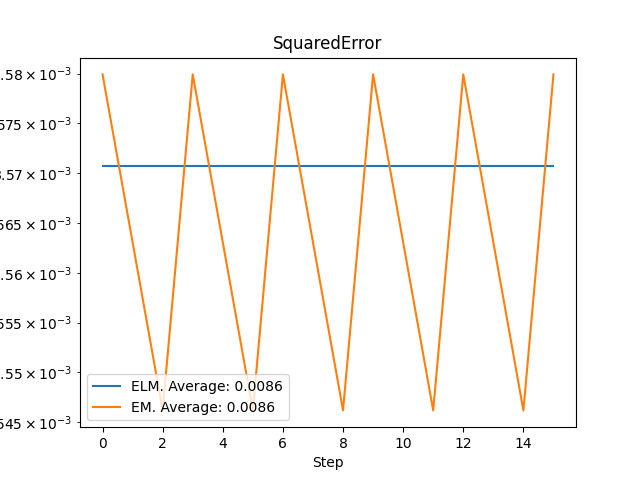 SquaredError
.58 × 10⁻³
575 × 10⁻³
8.57 × 10⁻³
565 × 10⁻³
.56 × 10⁻³
555 × 10⁻³
.55 × 10⁻³
545 × 10⁻³
ELM. Average: 0.0086
EM. Average: 0.0086
0 2 4 6 8 10 12 14
Step